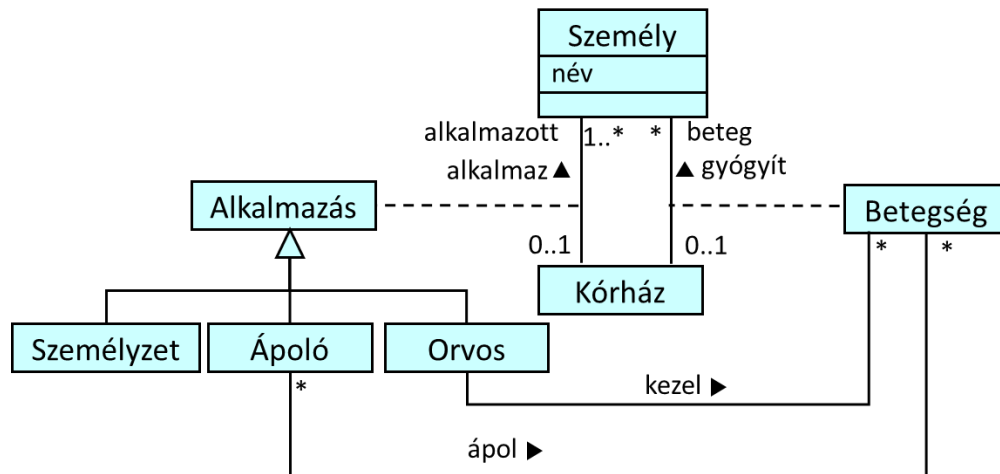 Személy
név
alkalmazott 1..* * beteg
alkalmaz ▲ ▲ gyógyít
Alkalmazás
Betegség
0..1 0..1 * *
Kórház
Személyzet
Ápoló
Orvos
*
kezel ▶
ápol ▶